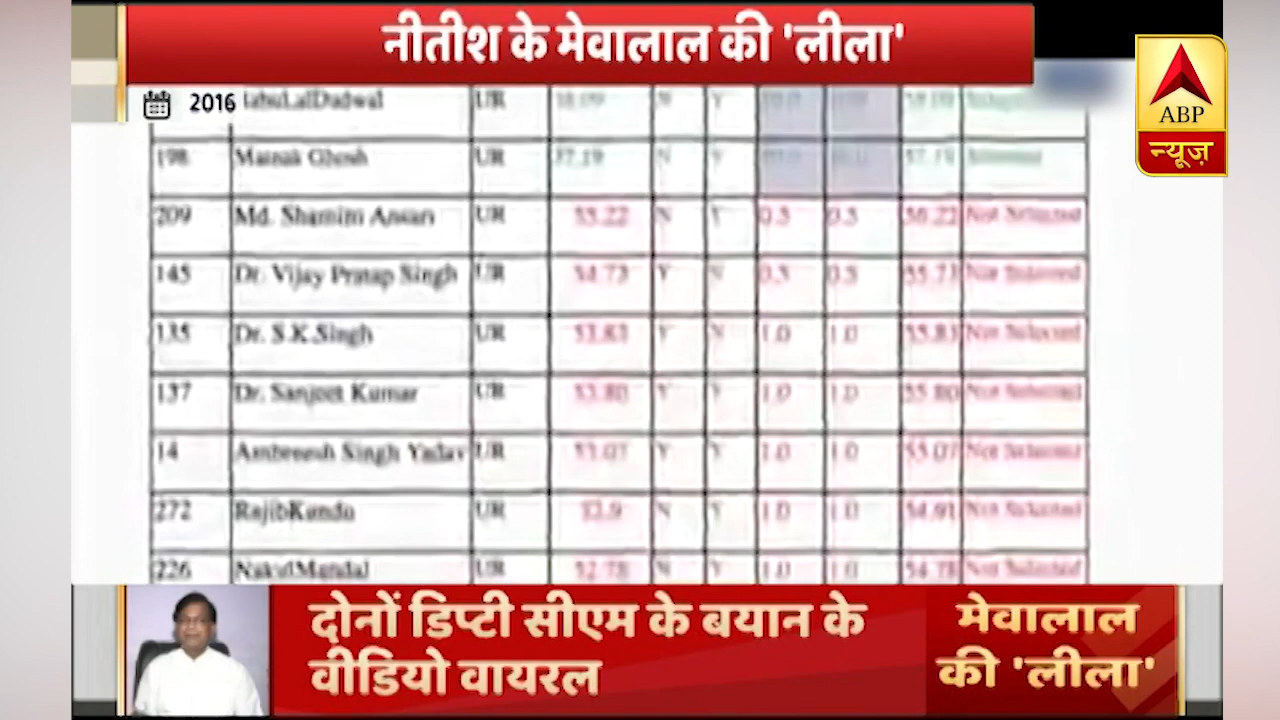 नीतीश के मेवालाल की 'लीला'
ABP
न्यूज़
2016
UR N Y
198 Ghosh UR 37.19 N Y
209 Md. Shamim Ansari UR 55.22 N Y 0.5 0.5 56.22 Not Selected
145 Dr. Vijay Pratap Singh UR 54.73 Y N 0.5 0.5 55.73 Not Selected
135 Dr. S.K.Singh UR 53.83 Y N 1.0 1.0 55.83 Not Selected
137 Dr. Sanjeet Kumar UR 53.80 Y Y 1.0 1.0 55.80 Not Selected
14 Singh Yadav UR 53.07 Y Y 1.0 1.0 55.07 Not Selected
272 UR 52.9 N Y 1.0 1.0 54.91 Not Selected
226 UR 52.78 N Y 1.0 1.0 54.78 Not Selected
दोनों डिप्टी सीएम के बयान के
वीडियो वायरल
मेवालाल
की 'लीला'